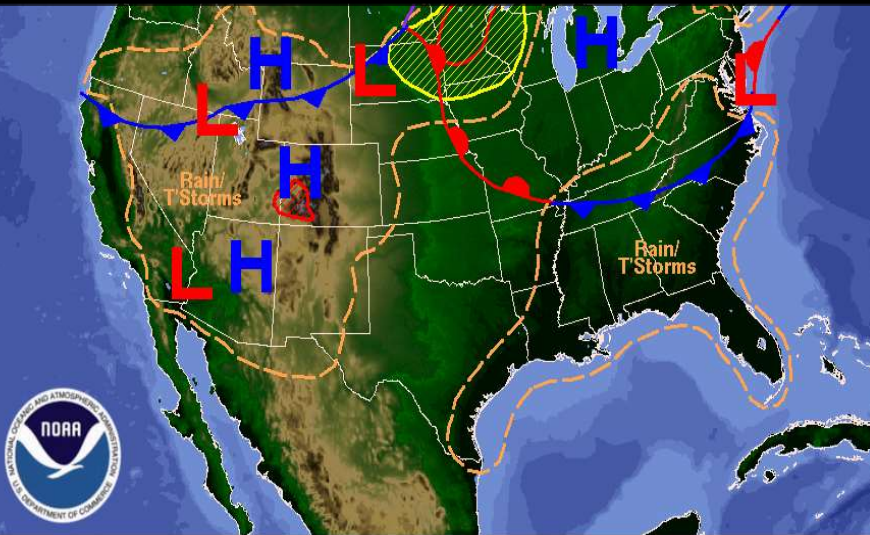 H
H
L
L
L
H
Rain/
T'Storms
H
L
Rain/
T'Storms
NATIONAL OCEANIC AND ATMOSPHERIC ADMINISTRATION
NOAA
U.S. DEPARTMENT OF COMMERCE